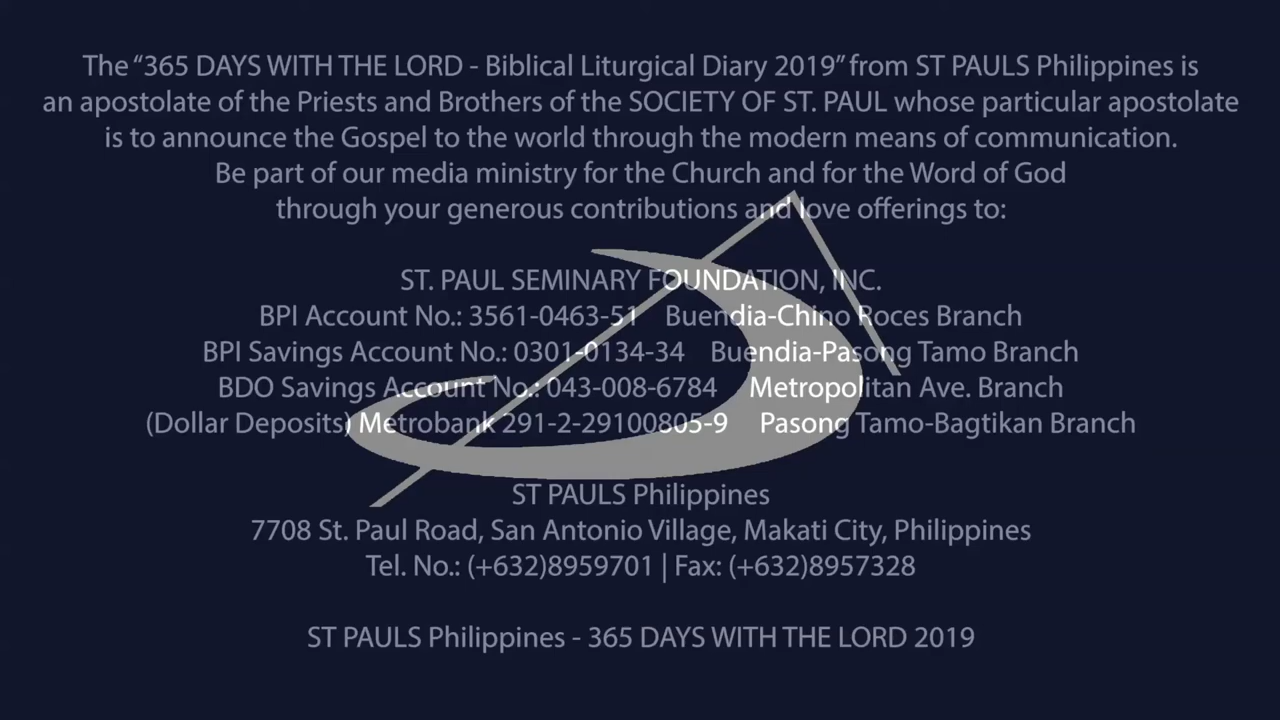 The “365 DAYS WITH THE LORD - Biblical Liturgical Diary 2019” from ST PAULS Philippines is
an apostolate of the Priests and Brothers of the SOCIETY OF ST. PAUL whose particular apostolate
is to announce the Gospel to the world through the modern means of communication.
Be part of our media ministry for the Church and for the Word of God
through your generous contributions and love offerings to:
ST. PAUL SEMINARY FOUNDATION, INC.
BPI Account No.: 3561-0463-51 Buendia-Chino Roces Branch
BPI Savings Account No.: 0301-0134-34 Buendia-Pasong Tamo Branch
BDO Savings Account No.: 043-008-6784 Metropolitan Ave. Branch
(Dollar Deposits) Metrobank 291-2-29100805-9 Pasong Tamo-Bagtikan Branch
ST PAULS Philippines
7708 St. Paul Road, San Antonio Village, Makati City, Philippines
Tel. No.: (+632)8959701 | Fax: (+632)8957328
ST PAULS Philippines - 365 DAYS WITH THE LORD 2019